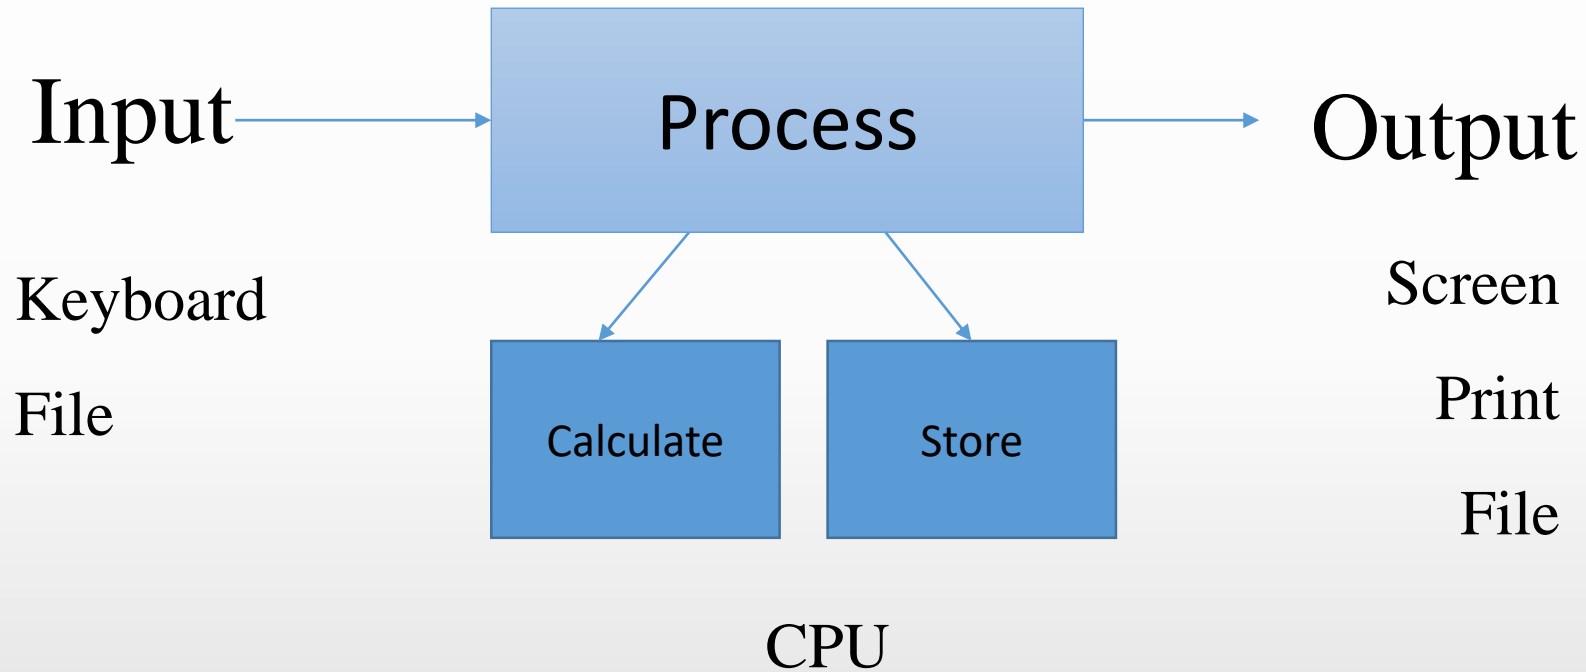 Input
Process
Output
Keyboard
File
Calculate
Store
Screen
Print
File
CPU